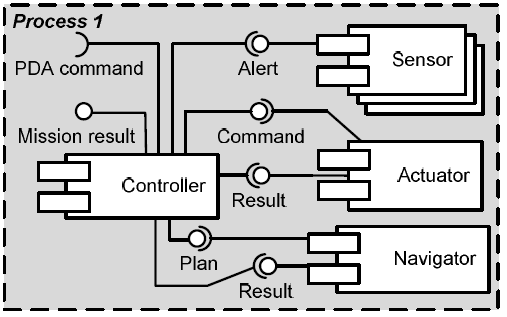 Process 1
PDA command
Alert
Sensor
Mission result
Command
Controller
Actuator
Result
Plan
Navigator
Result